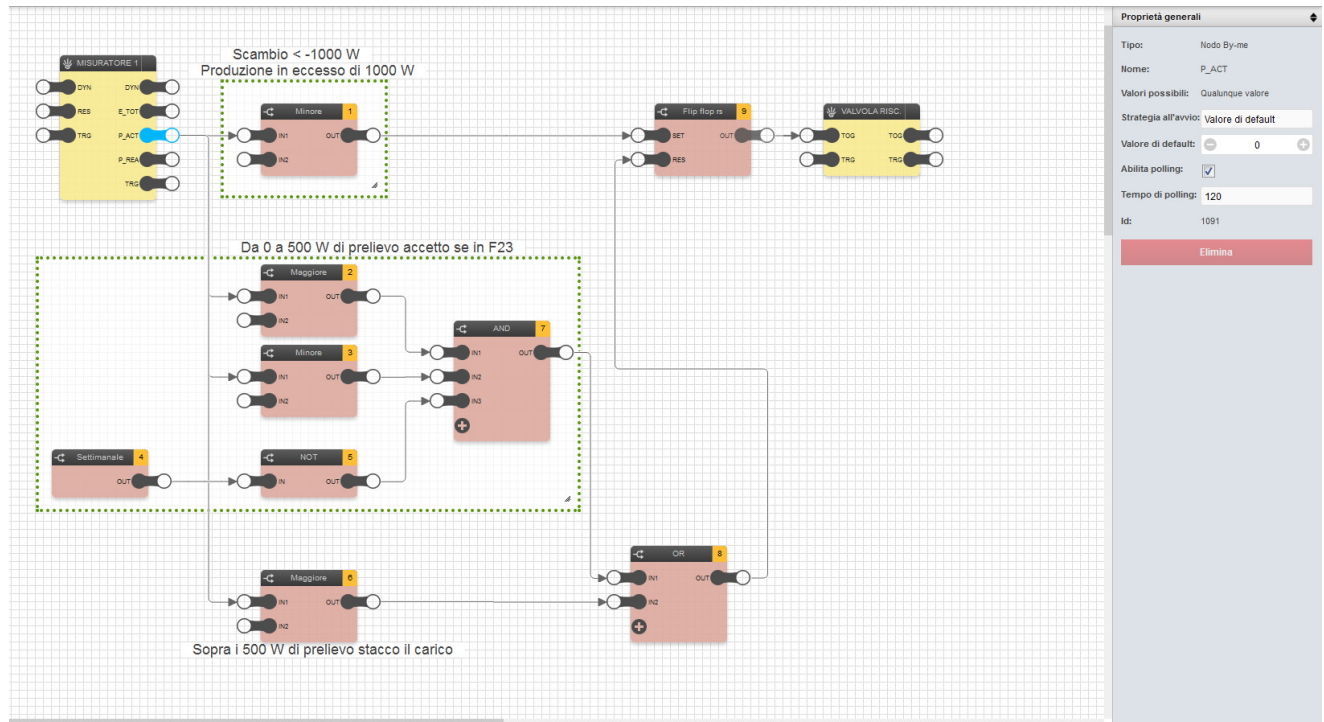 Scambio < -1000 W
Produzione in eccesso di 1000 W
MISURATORE 1
DYN DYN
RES E_TOT
TRG P_ACT
P_REA
TRG
Minore 1
IN1 OUT
IN2
Flip flop rs 9
SET OUT
RES
VALVOLA RISC.
TOG TOG
TRG TRG
Da 0 a 500 W di prelievo accetto se in F23
Maggiore 2
IN1 OUT
IN2
Minore 3
IN1 OUT
IN2
AND 7
IN1 OUT
IN2
IN3
Settimanale 4
OUT
NOT 5
IN OUT
Maggiore 6
IN1 OUT
IN2
Sopra i 500 W di prelievo stacco il carico
OR 8
IN1 OUT
IN2
Proprietà generali
Tipo: Nodo By-me
Nome: P_ACT
Valori possibili: Qualunque valore
Strategia all'avvio: Valore di default
Valore di default: 0
Abilita polling:
Tempo di polling: 120
Id: 1091
Elimina